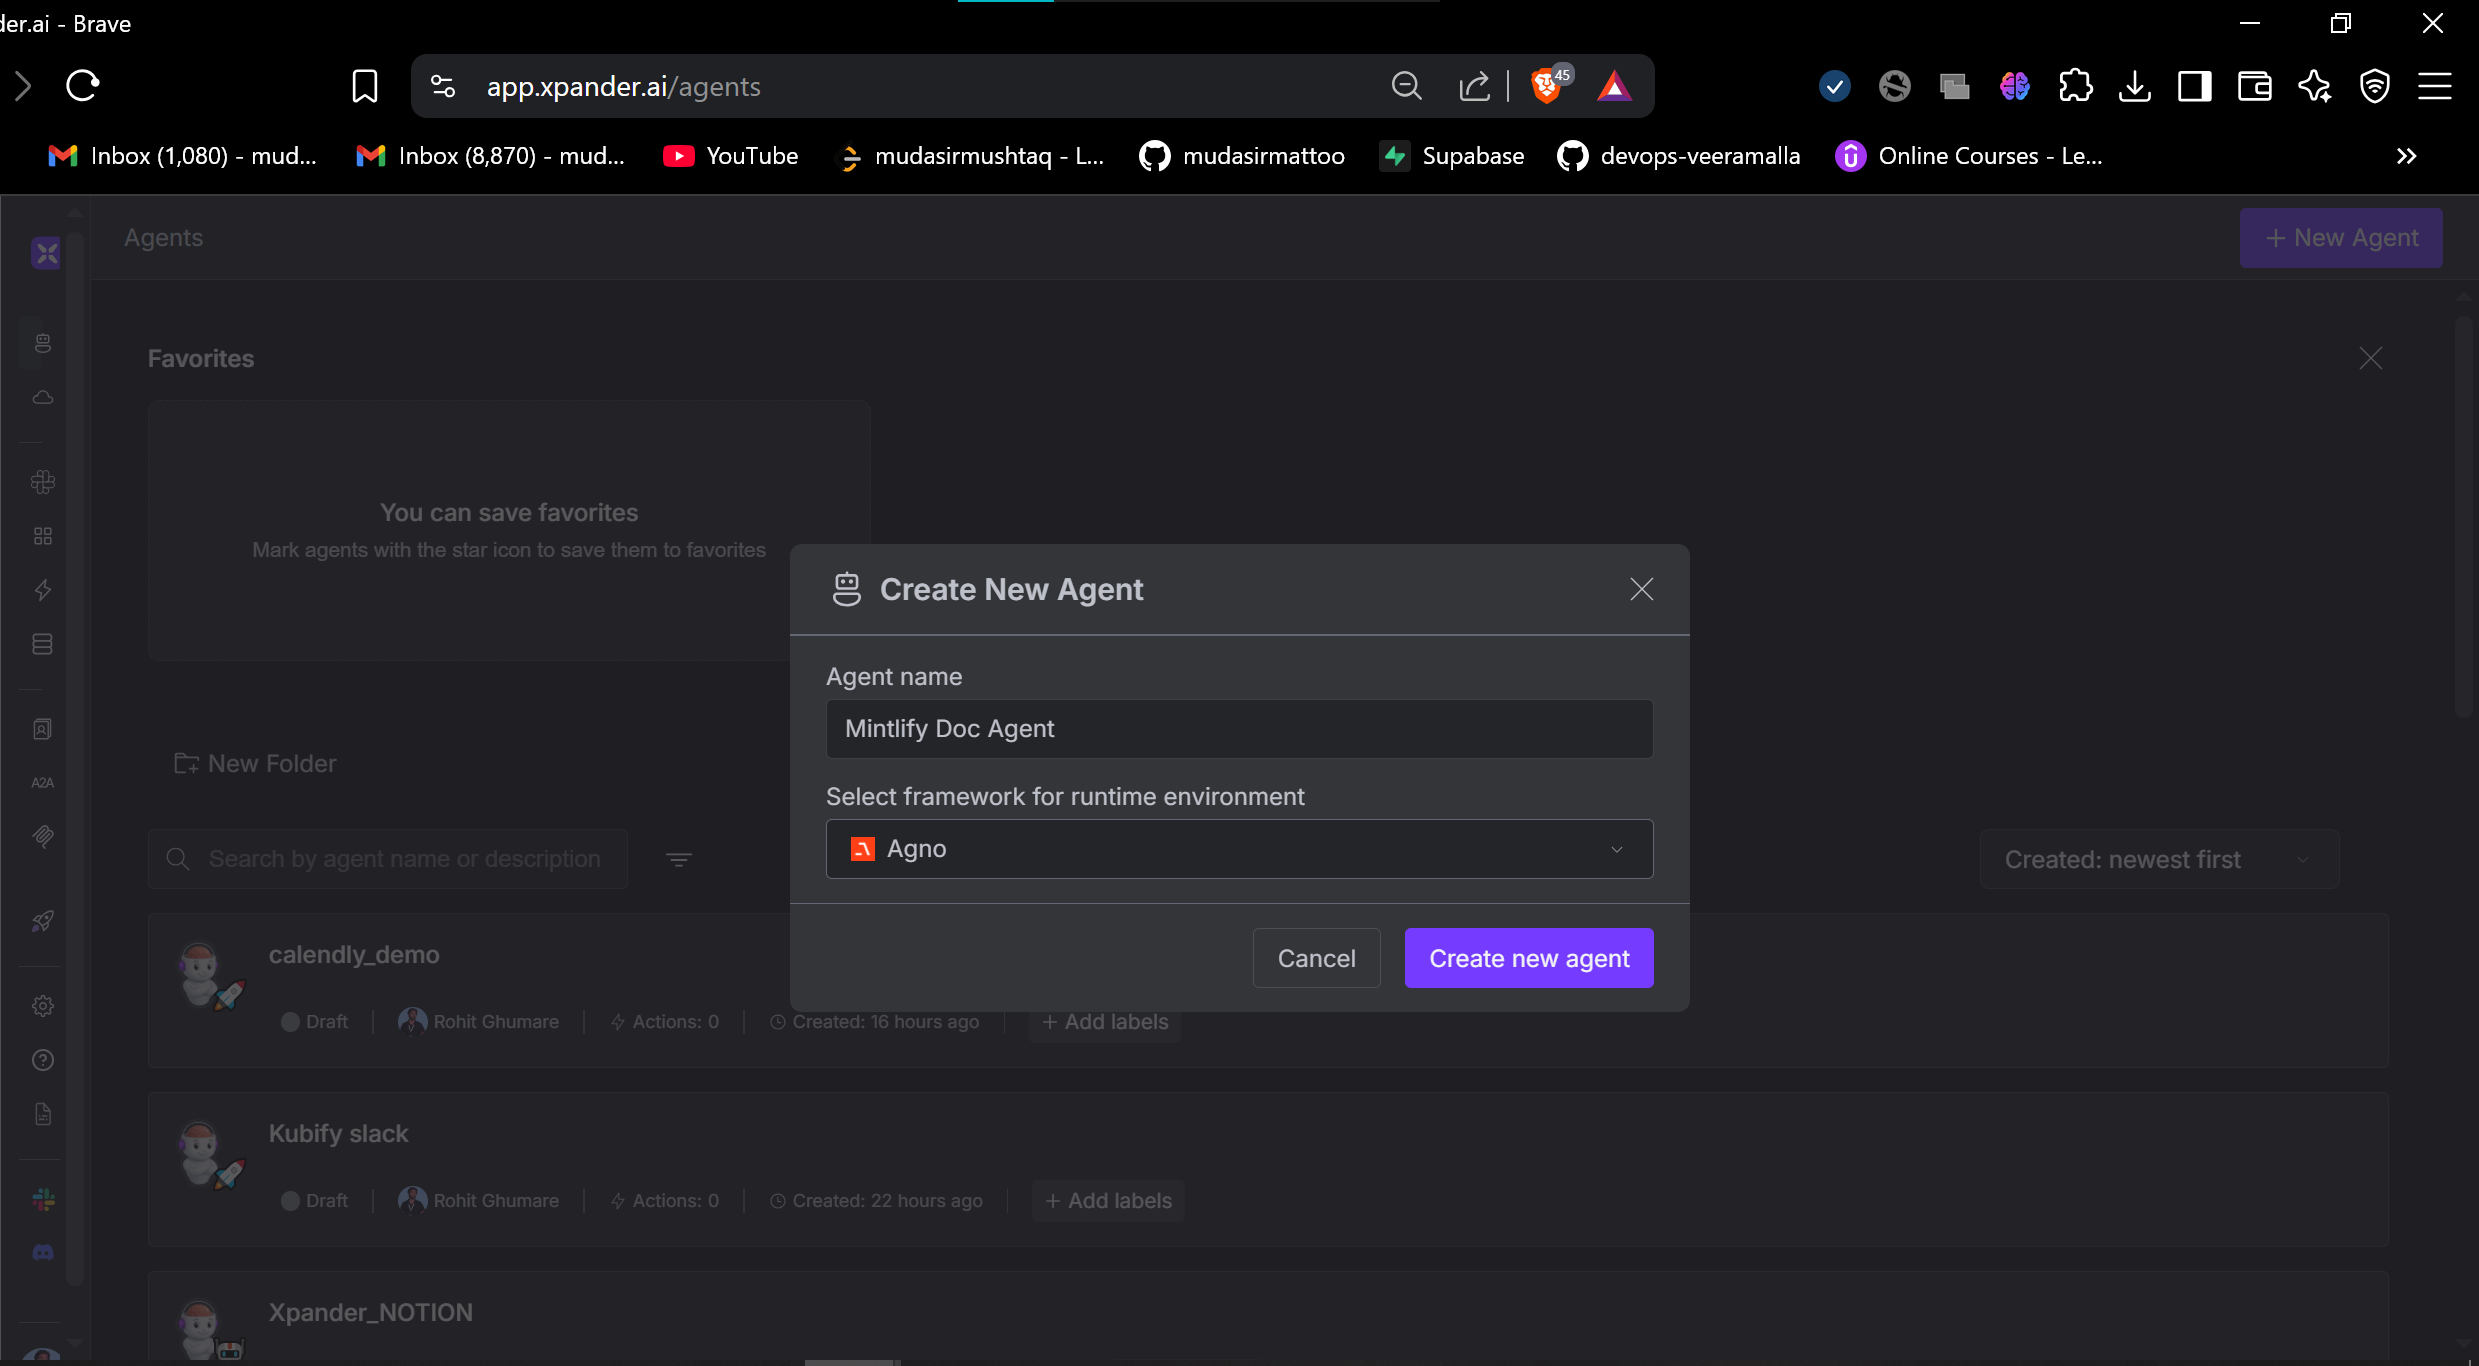 der.ai - Brave
app.xpander.ai/agents
45
Inbox (1,080) - mud...
Inbox (8,870) - mud...
YouTube
mudasirmushtaq - L...
mudasirmattoo
Supabase
devops-veeramalla
Online Courses - Le...
Agents
+ New Agent
Favorites
You can save favorites
Mark agents with the star icon to save them to favorites
Create New Agent
Agent name
Mintlify Doc Agent
Select framework for runtime environment
Agno
Cancel
Create new agent
New Folder
A2A
Search by agent name or description
Created: newest first
calendly_demo
Draft
Rohit Ghumare
Actions: 0
Created: 16 hours ago
+ Add labels
Kubify slack
Draft
Rohit Ghumare
Actions: 0
Created: 22 hours ago
+ Add labels
Xpander_NOTION